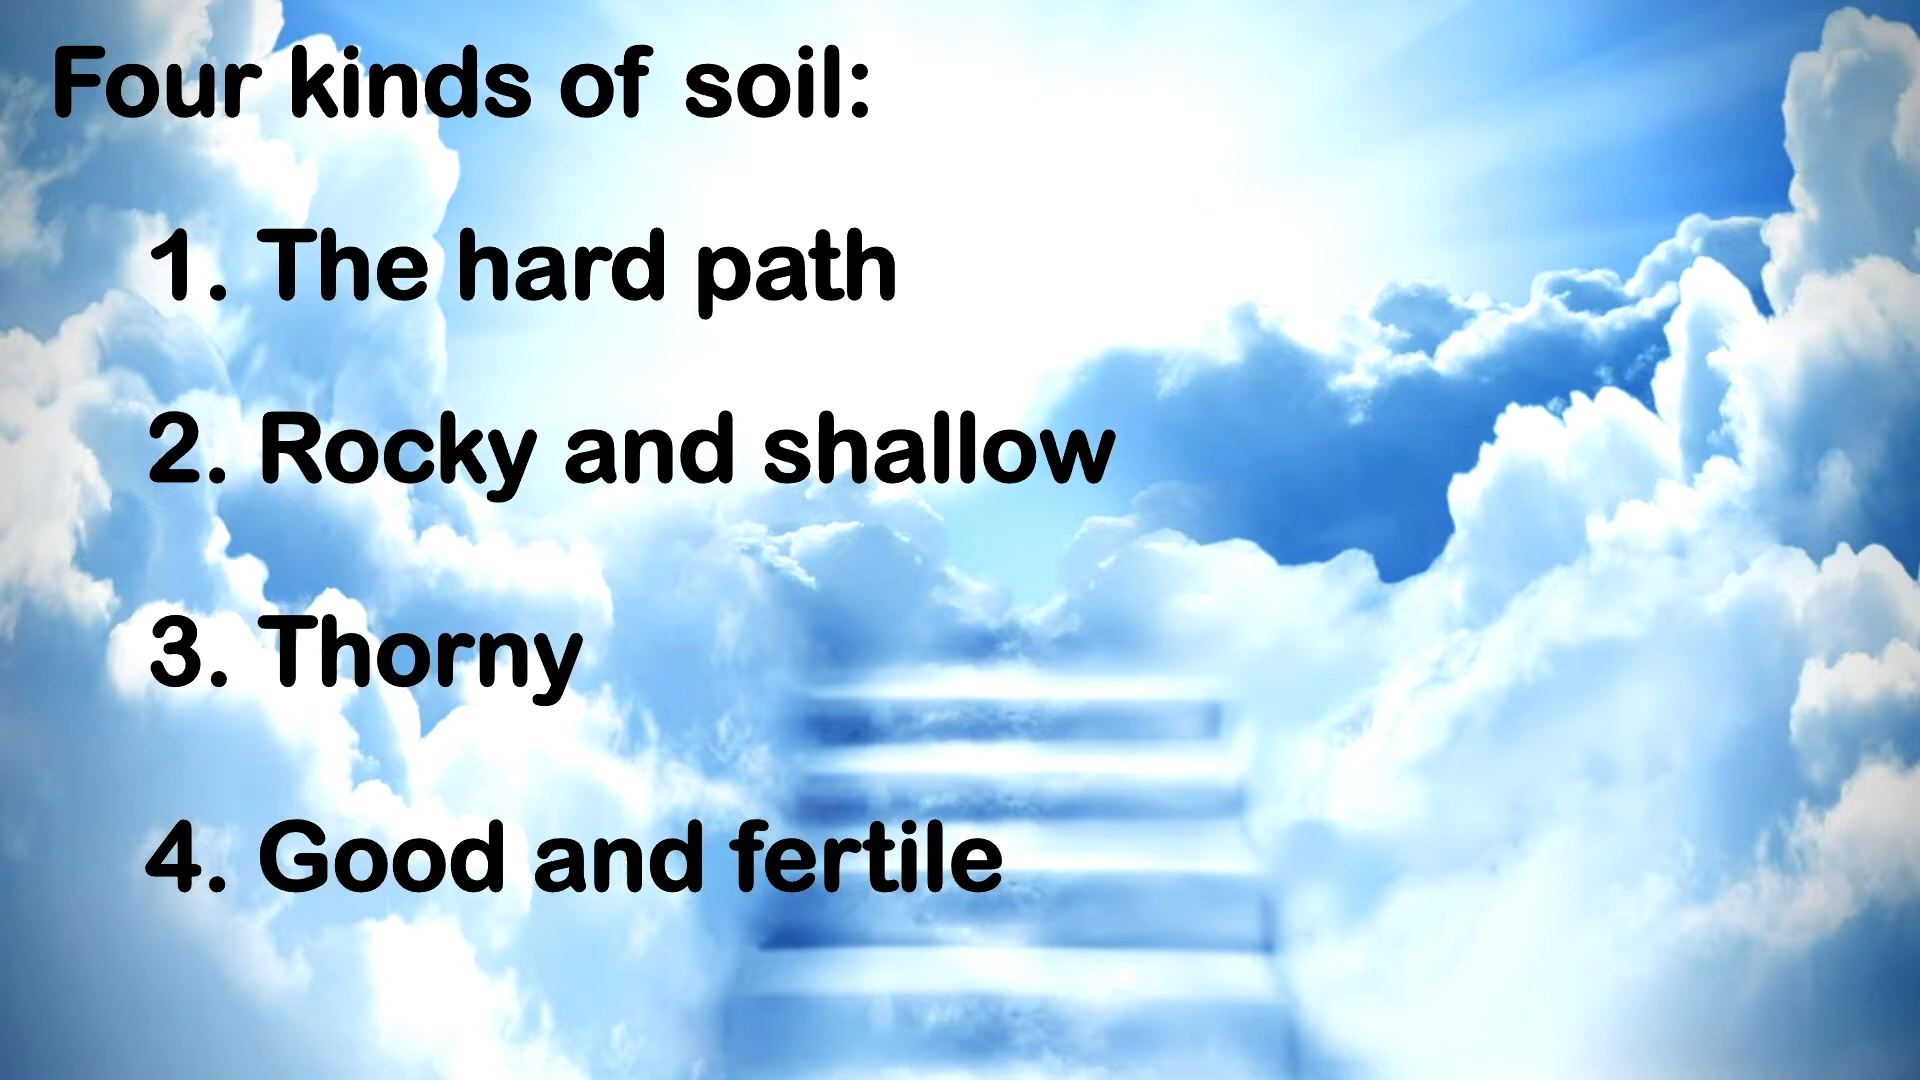 Four kinds of soil:
1. The hard path
2. Rocky and shallow
3. Thorny
4. Good and fertile